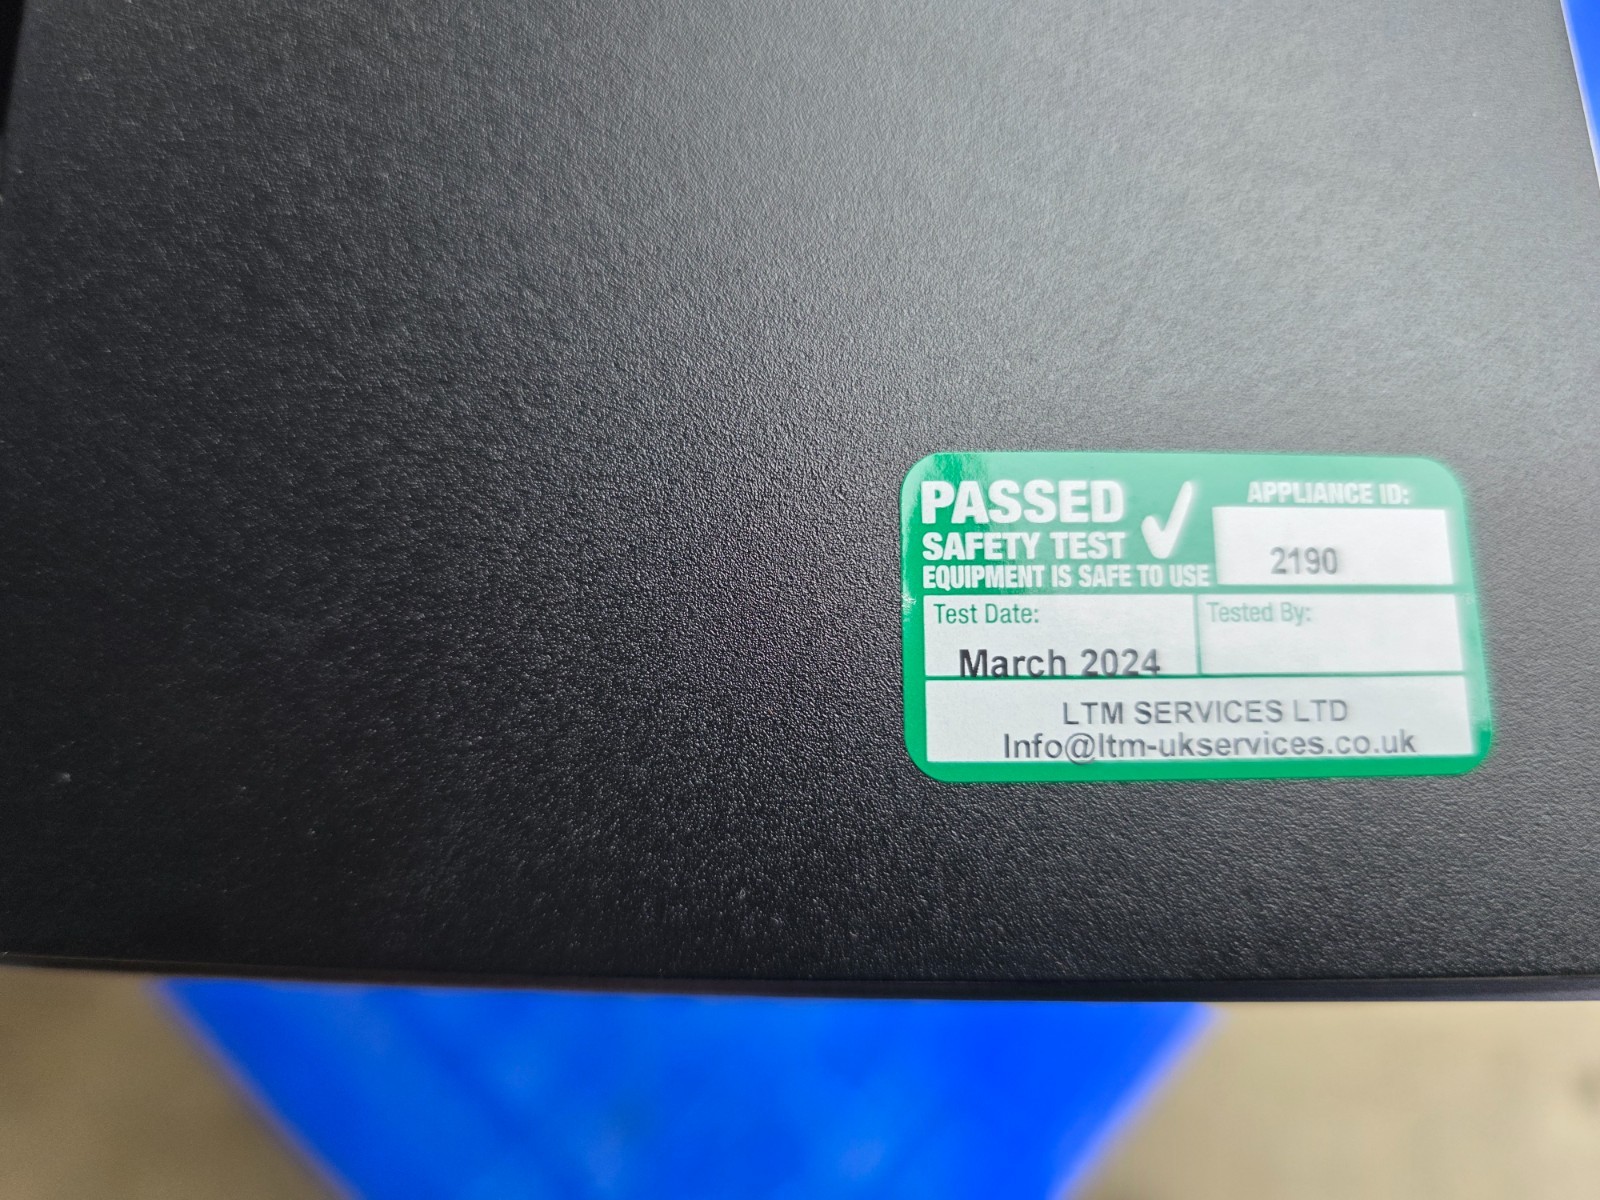 PASSED
SAFETY TEST
EQUIPMENT IS SAFE TO USE
APPLIANCE ID:
2190
Test Date:
March 2024
Tested By:
LTM SERVICES LTD
Info@ltm-ukservices.co.uk